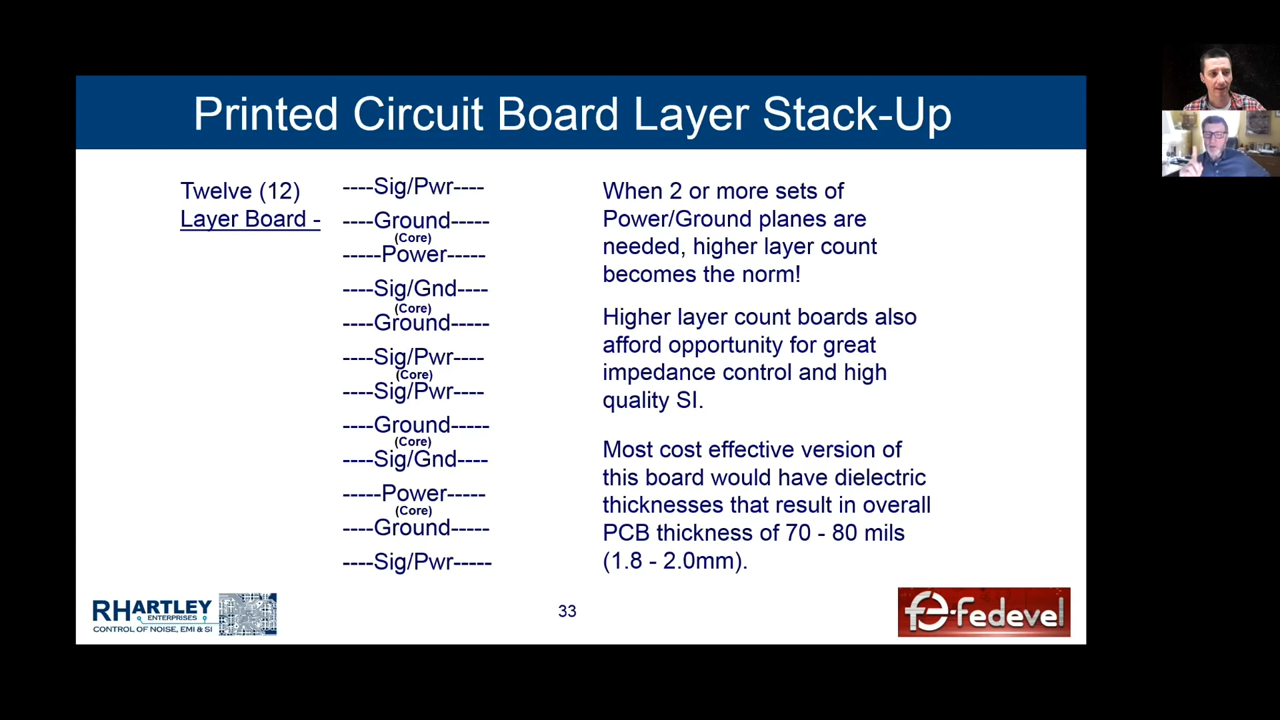 Printed Circuit Board Layer Stack-Up
Twelve (12)
Layer Board -
----Sig/Pwr----
----Ground-----
(Core)
-----Power-----
----Sig/Gnd----
(Core)
----Ground-----
----Sig/Pwr----
(Core)
----Sig/Pwr----
----Ground-----
(Core)
----Sig/Gnd----
-----Power-----
(Core)
----Ground-----
----Sig/Pwr-----
When 2 or more sets of
Power/Ground planes are
needed, higher layer count
becomes the norm!
Higher layer count boards also
afford opportunity for great
impedance control and high
quality SI.
Most cost effective version of
this board would have dielectric
thicknesses that result in overall
PCB thickness of 70 - 80 mils
(1.8 - 2.0mm).
RHARTLEY
ENTERPRISES
CONTROL OF NOISE, EMI & SI
33
fedevel